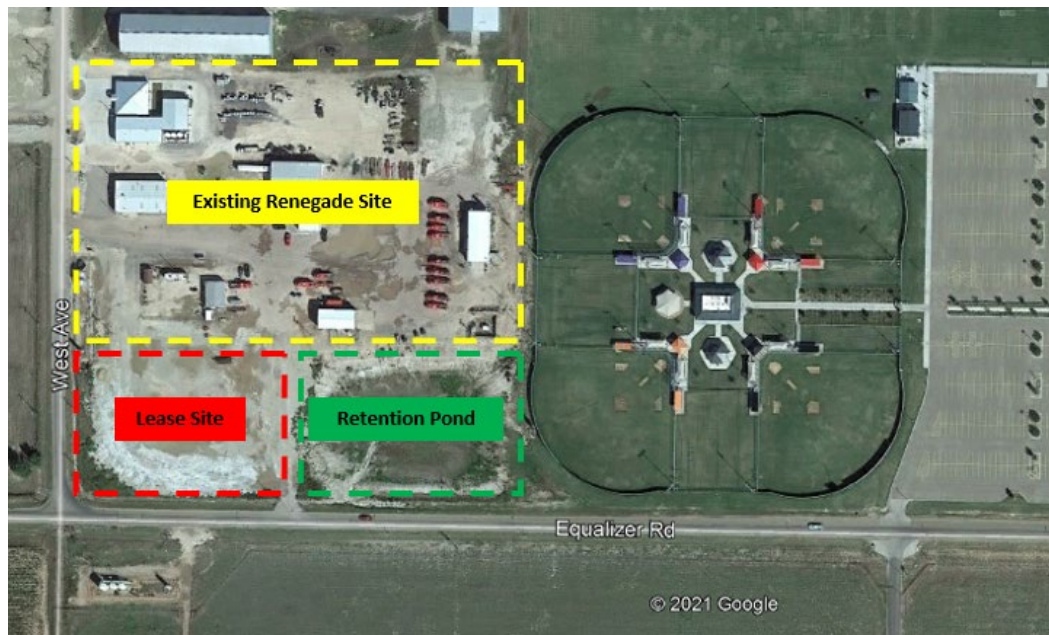 Existing Renegade Site
West Ave
Lease Site
Retention Pond
Equalizer Rd
© 2021 Google